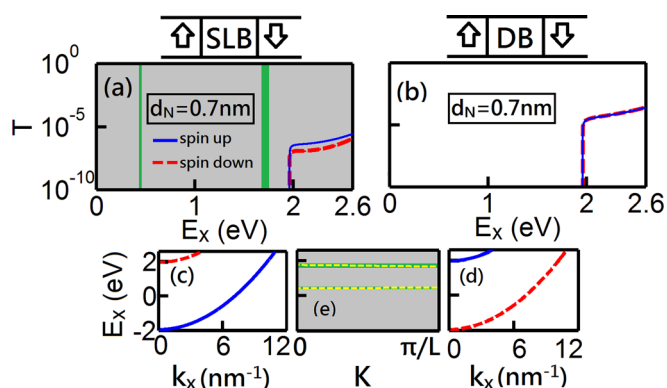 ⇧ SLB ⇩
⇧ DB ⇩
(a)
d_N=0.7nm
spin up
spin down
T
10^0
10^-5
10^-10
0 1 2 2.6
E_x (eV)
(b)
d_N=0.7nm
0 1 2 2.6
E_x (eV)
(c)
E_x (eV)
2
0
-2
0 6 12
k_x (nm^-1)
(e)
0 π/L
K
(d)
0 6 12
k_x (nm^-1)